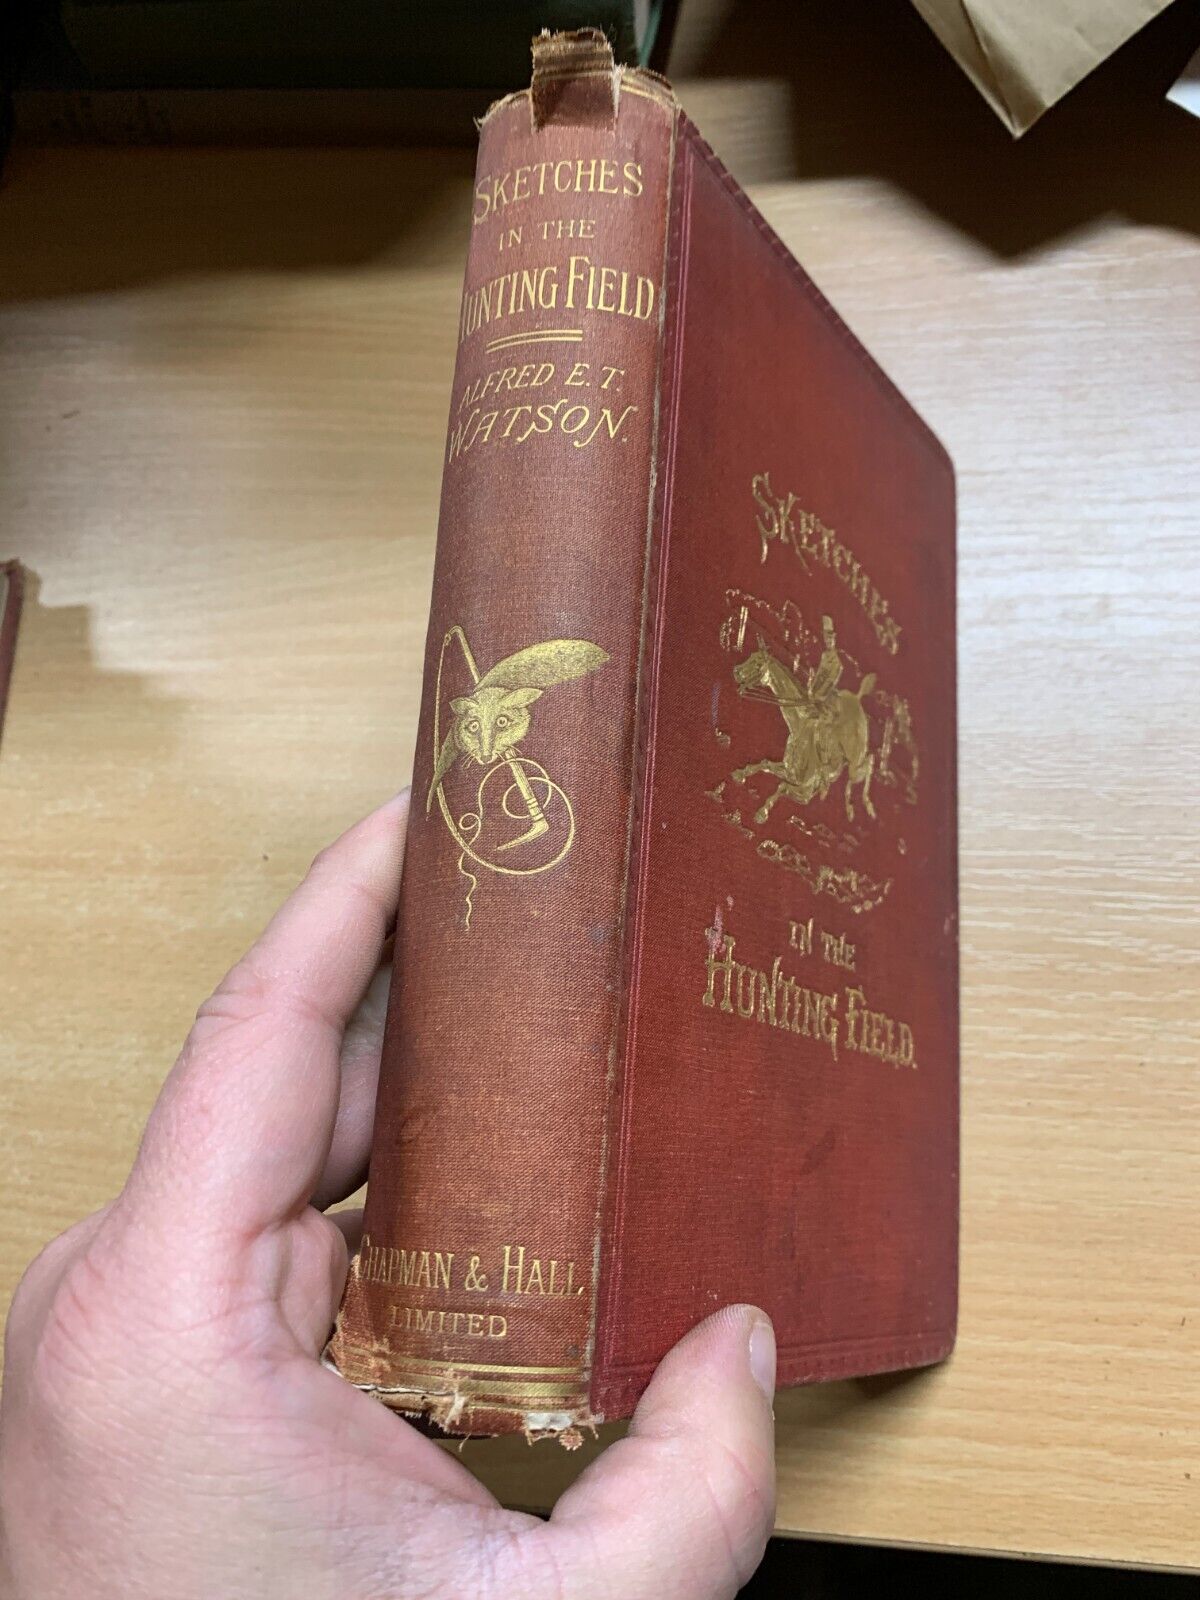 SKETCHES
IN THE
HUNTING FIELD
ALFRED E. T.
WATSON.
CHAPMAN & HALL
LIMITED
SKETCHES
IN THE
HUNTING FIELD.